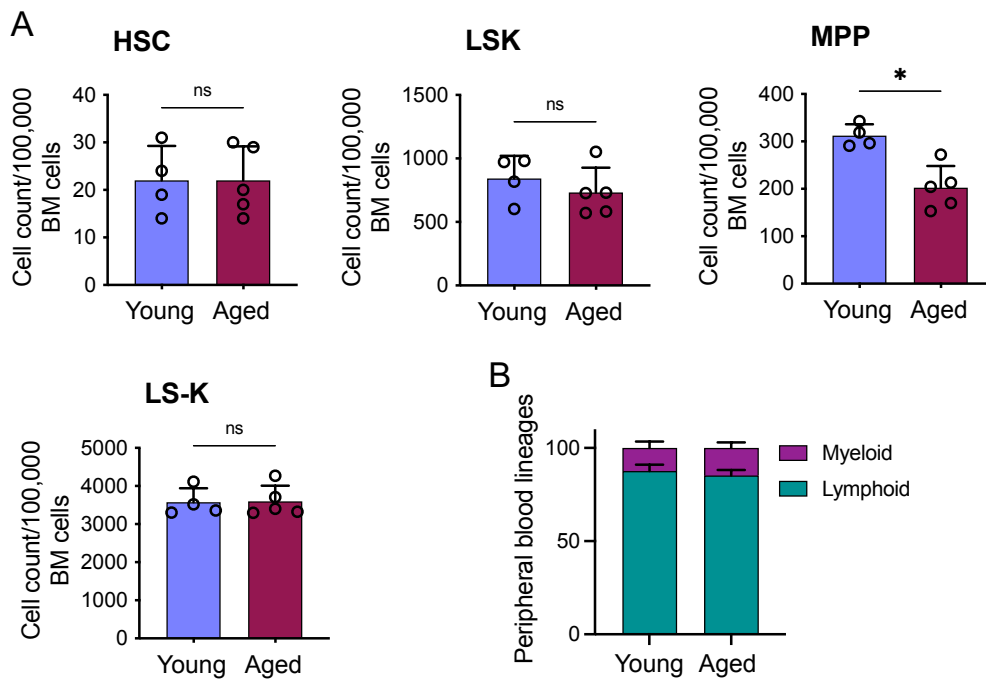 A
HSC
Cell count/100,000
BM cells
40
30
20
10
0
ns
Young
Aged
LSK
Cell count/100,000
BM cells
1500
1000
500
0
ns
Young
Aged
MPP
Cell count/100,000
BM cells
400
300
200
300
0
*
Young
Aged
LS-K
Cell count/100,000
BM cells
5000
4000
3000
2000
1000
0
ns
Young
Aged
B
Peripheral blood lineages
100
50
0
Young
Aged
Myeloid
Lymphoid